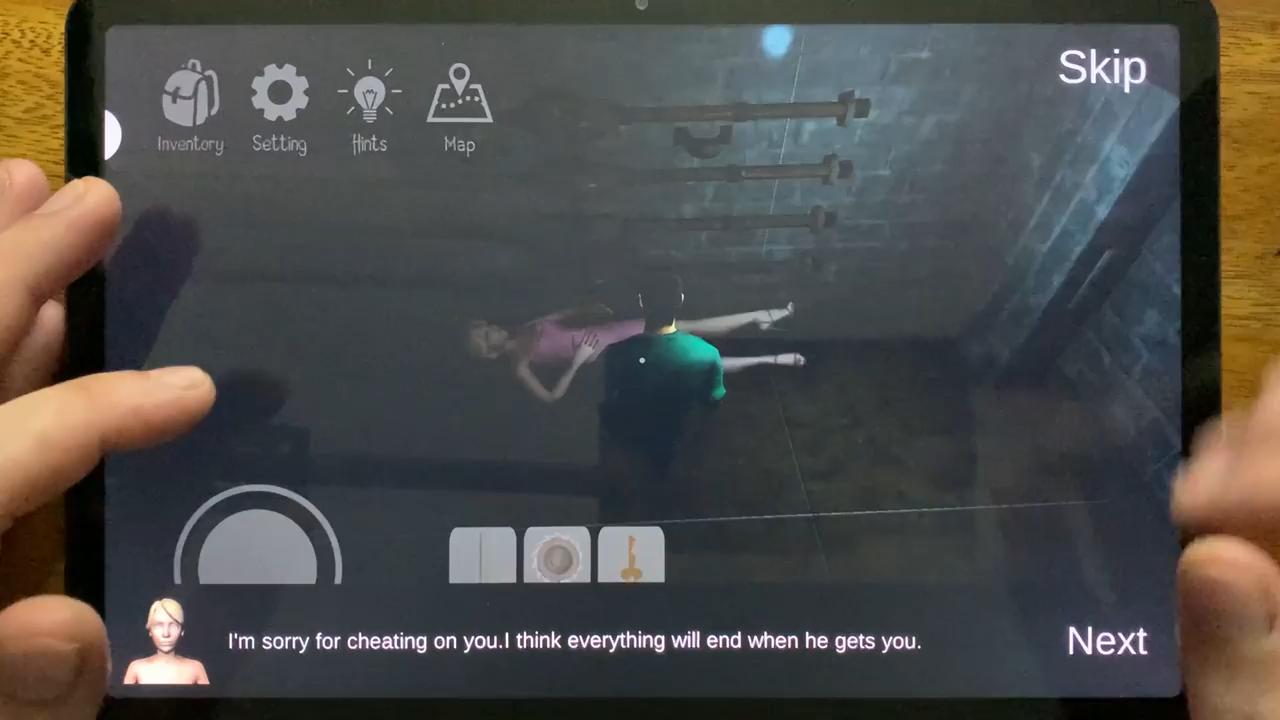 Skip
Inventory
Setting
Hints
Map
I'm sorry for cheating on you.I think everything will end when he gets you.
Next